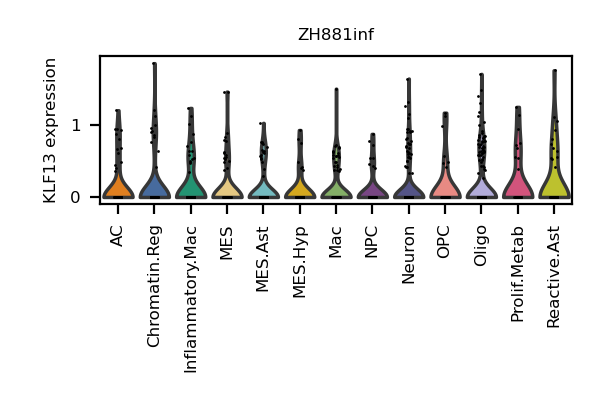 ZH881inf
KLF13 expression
1
0
AC
Chromatin.Reg
Inflammatory.Mac
MES
MES.Ast
MES.Hyp
Mac
NPC
Neuron
OPC
Oligo
Prolif.Metab
Reactive.Ast